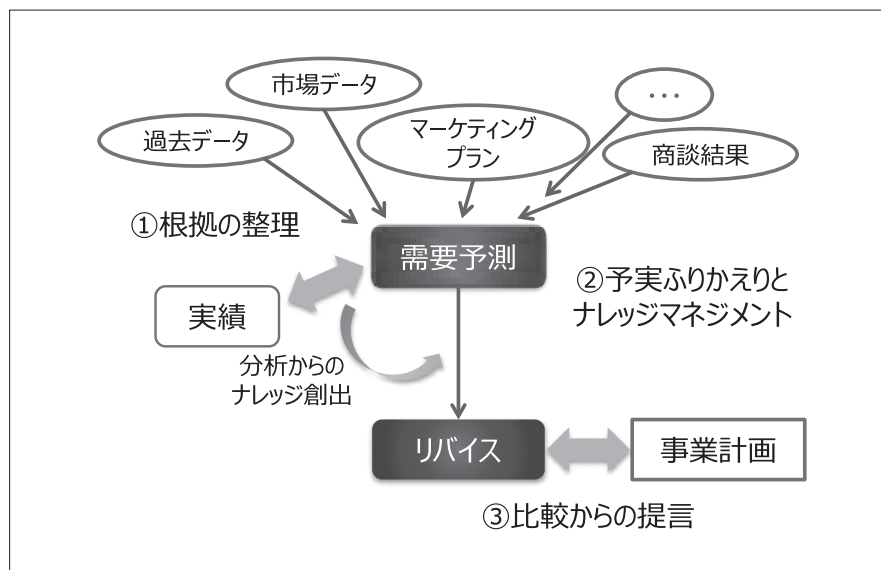 市場データ
・・・
過去データ
マーケティング
プラン
商談結果
①根拠の整理
需要予測
②予実ふりかえりと
ナレッジマネジメント
実績
分析からの
ナレッジ創出
リバイス
事業計画
③比較からの提言